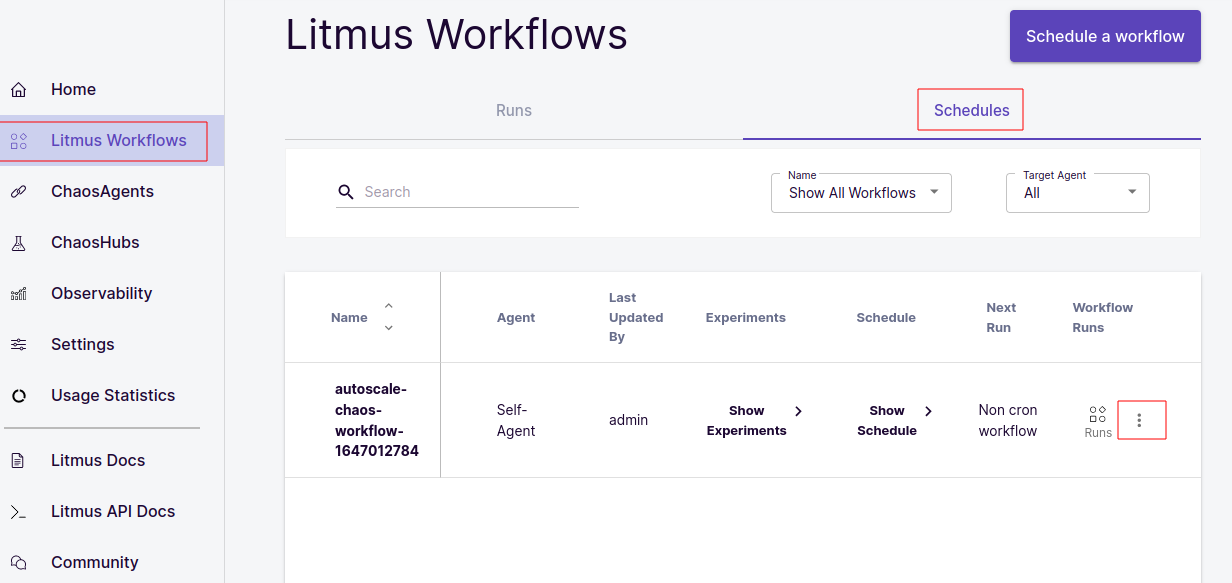 Litmus Workflows
Schedule a workflow
Home
Litmus Workflows
ChaosAgents
ChaosHubs
Observability
Settings
Usage Statistics
Litmus Docs
Litmus API Docs
Community
Runs
Schedules
Search
Name
Show All Workflows
Target Agent
All
Name
Agent
Last
Updated
By
Experiments
Schedule
Next
Run
Workflow
Runs
autoscale-
chaos-
workflow-
1647012784
Self-
Agent
admin
Show
Experiments
Show
Schedule
Non cron
workflow
Runs